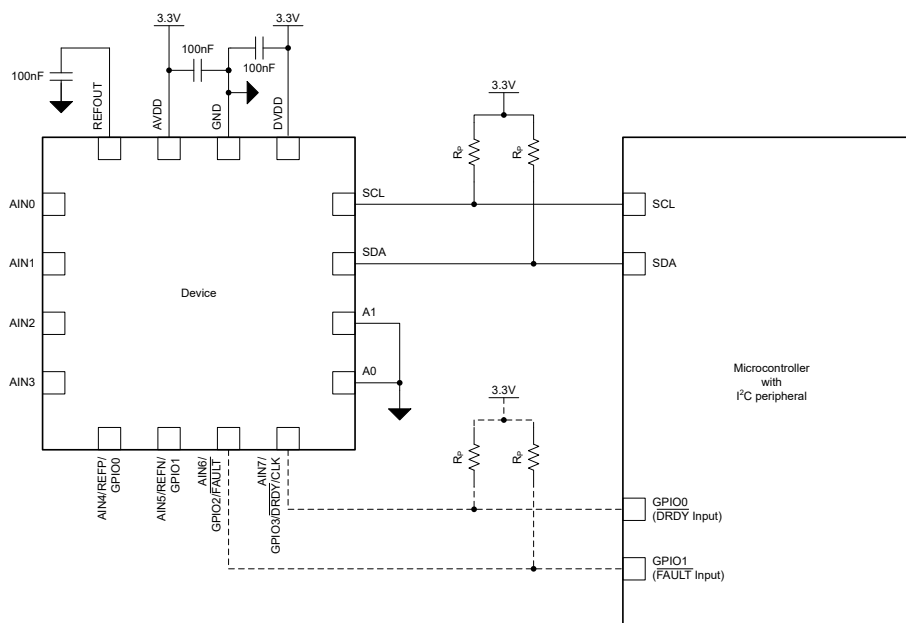 3.3V
3.3V
100nF
100nF
100nF
REFOUT
AVDD
GND
DVDD
3.3V
RP
RP
AIN0
SCL
SCL
AIN1
SDA
SDA
Device
AIN2
A1
AIN3
A0
Microcontroller
with
I²C peripheral
3.3V
RP
RP
AIN4/REFP/
GPIO0
AIN5/REFN/
GPIO1
AIN6/
GPIO2/FAULT
AIN7/
GPIO3/DRDY/CLK
GPIO0
(DRDY Input)
GPIO1
(FAULT Input)